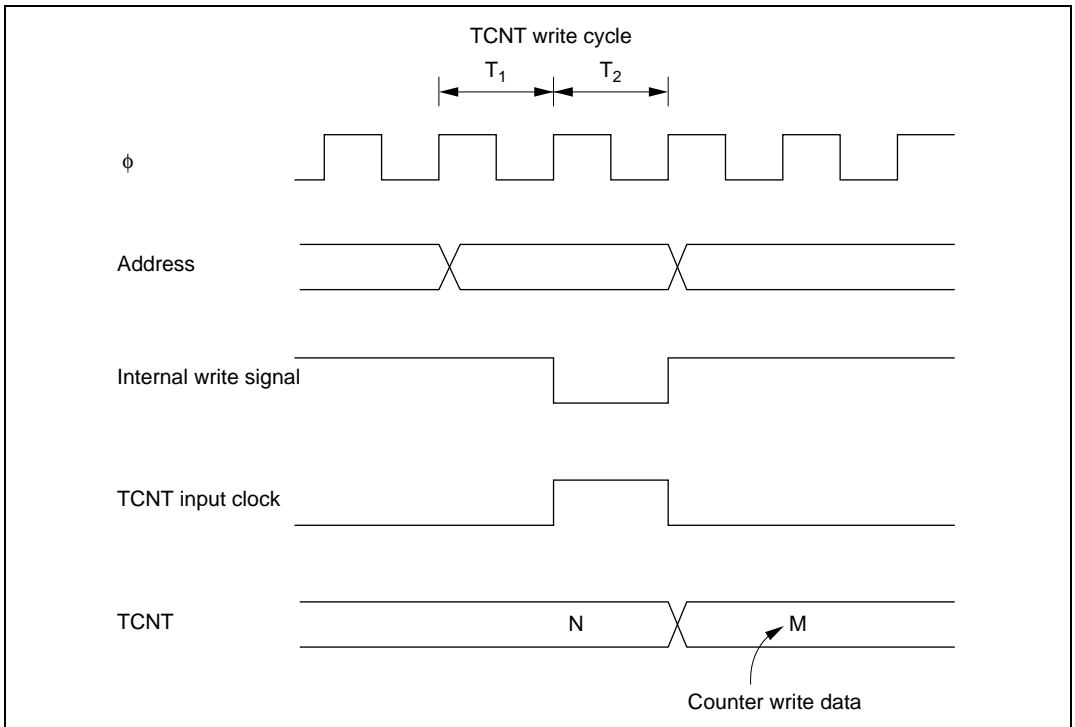 TCNT write cycle
T1 T2
ϕ
Address
Internal write signal
TCNT input clock
TCNT N M
Counter write data